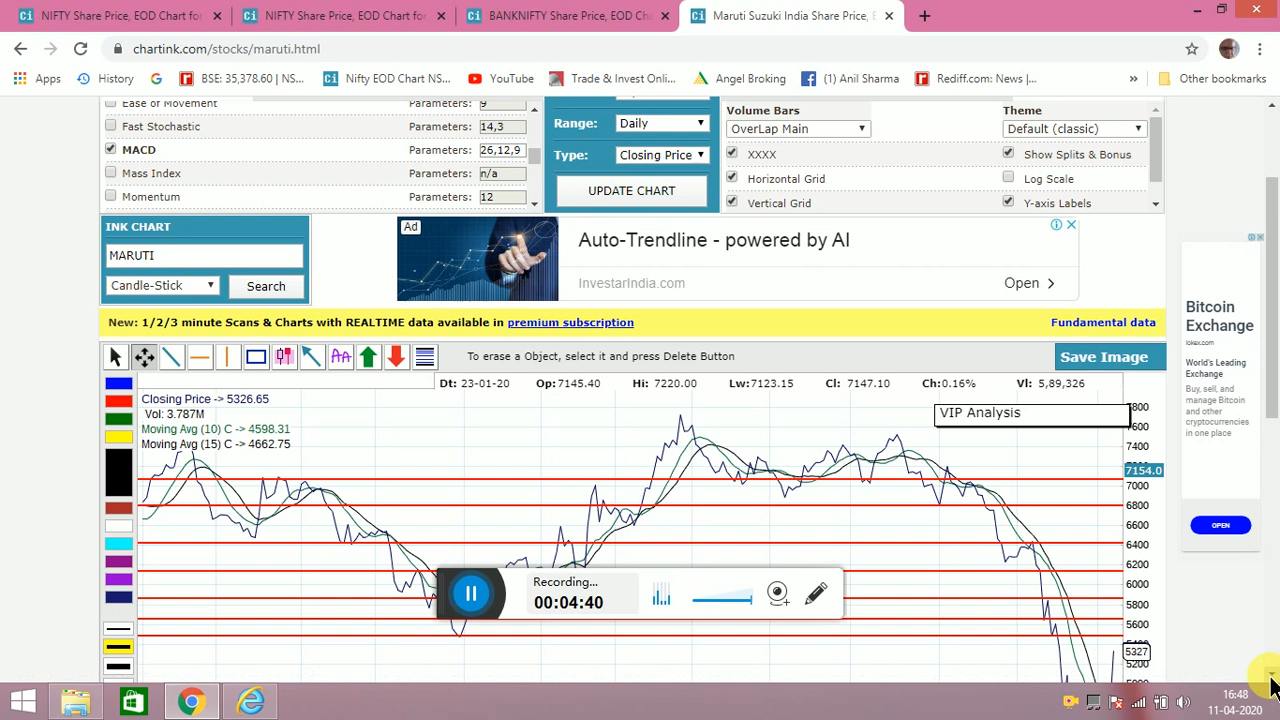 NIFTY Share Price, EOD Chart for
NIFTY Share Price, EOD Chart for
BANKNIFTY Share Price, EOD Cha
Maruti Suzuki India Share Price, E
chartink.com/stocks/maruti.html
Apps
History
BSE: 35,378.60 | NS...
Nifty EOD Chart NS...
YouTube
Trade & Invest Onli...
Angel Broking
(1) Anil Sharma
Rediff.com: News |...
Other bookmarks
Ease of Movement Parameters: 9
Fast Stochastic Parameters: 14,3
MACD Parameters: 26,12,9
Mass Index Parameters: n/a
Momentum Parameters: 12
Range: Daily
Type: Closing Price
UPDATE CHART
Volume Bars
OverLap Main
XXXX
Horizontal Grid
Vertical Grid
Theme
Default (classic)
Show Splits & Bonus
Log Scale
Y-axis Labels
INK CHART
MARUTI
Candle-Stick
Search
Ad
Auto-Trendline - powered by AI
InvestarIndia.com
Open
New: 1/2/3 minute Scans & Charts with REALTIME data available in premium subscription
Fundamental data
To erase a Object, select it and press Delete Button
Save Image
Dt: 23-01-20 Op:7145.40 Hi: 7220.00 Lw:7123.15 Cl: 7147.10 Ch:0.16% Vl: 5,89,326
Closing Price -> 5326.65
Vol: 3.787M
Moving Avg (10) C -> 4598.31
Moving Avg (15) C -> 4662.75
VIP Analysis
7800
7600
7400
7154.0
7000
6800
6600
6400
6200
6000
5800
5600
5327
5200
Recording...
00:04:40
Bitcoin
Exchange
World's Leading
Exchange
Buy, sell, and
manage Bitcoin
and other
cryptocurrencies
in one place
OPEN
16:48
11-04-2020